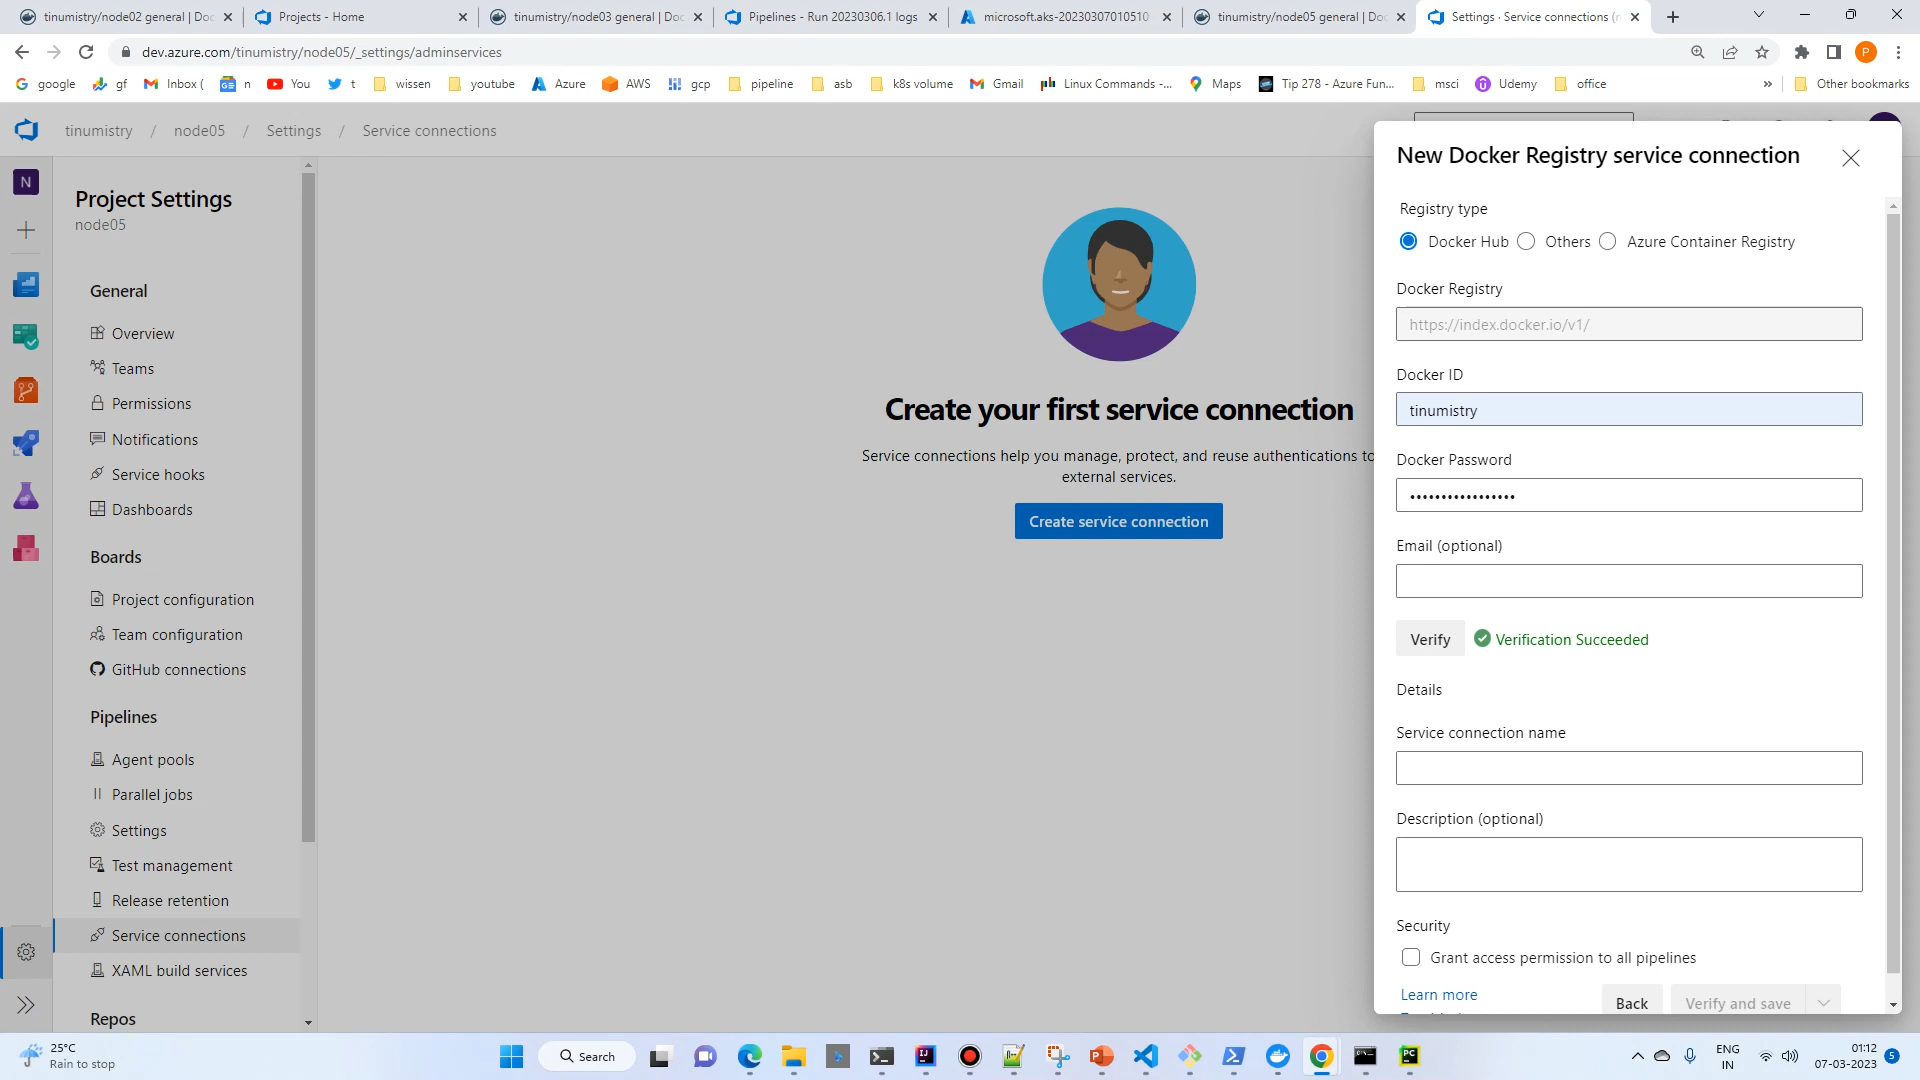 tinumistry/node02 general | Doc
Projects - Home
tinumistry/node03 general | Doc
Pipelines - Run 20230306.1 logs
microsoft.aks-20230307010510
tinumistry/node05 general | Doc
Settings · Service connections (n
dev.azure.com/tinumistry/node05/_settings/adminservices
P
google
gf
Inbox (
n
You
t
wissen
youtube
Azure
AWS
gcp
pipeline
asb
k8s volume
Gmail
Linux Commands -...
Maps
Tip 278 - Azure Fun...
msci
Udemy
office
»
Other bookmarks
tinumistry / node05 / Settings / Service connections
N
Project Settings
node05
General
Overview
Teams
Permissions
Notifications
Service hooks
Dashboards
Boards
Project configuration
Team configuration
GitHub connections
Pipelines
Agent pools
Parallel jobs
Settings
Test management
Release retention
Service connections
XAML build services
Repos
Create your first service connection
Service connections help you manage, protect, and reuse authentications to
external services.
Create service connection
New Docker Registry service connection
Registry type
Docker Hub
Others
Azure Container Registry
Docker Registry
https://index.docker.io/v1/
Docker ID
tinumistry
Docker Password
•••••••••••••••••
Email (optional)
Verify
Verification Succeeded
Details
Service connection name
Description (optional)
Security
Grant access permission to all pipelines
Learn more
Back
Verify and save
25°C
Rain to stop
Search
ENG
IN
01:12
07-03-2023
5